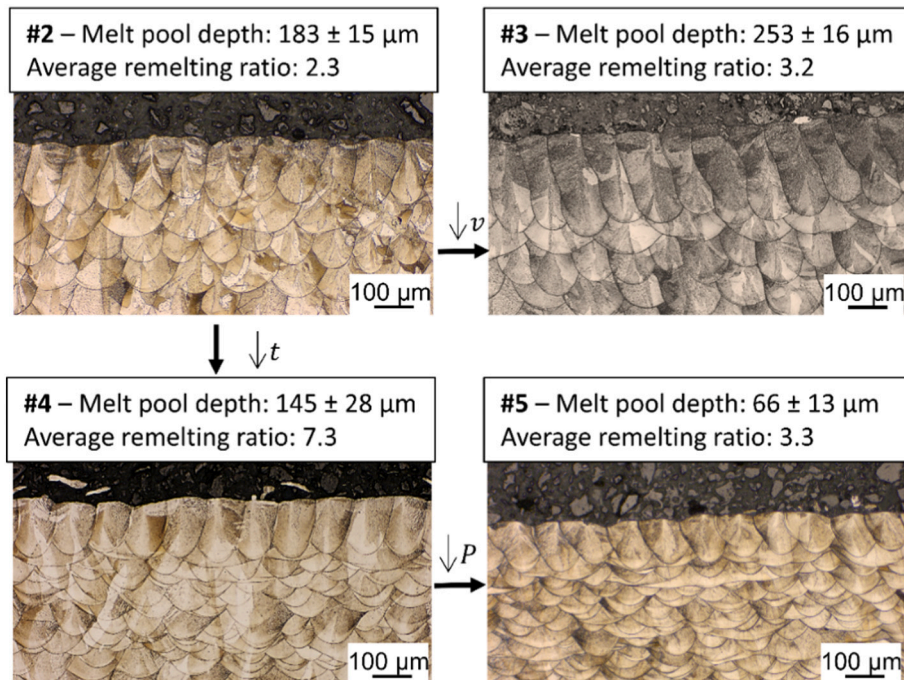 #2 – Melt pool depth: 183 ± 15 µm
Average remelting ratio: 2.3
#3 – Melt pool depth: 253 ± 16 µm
Average remelting ratio: 3.2
100 µm
↓ v
100 µm
↓ t
#4 – Melt pool depth: 145 ± 28 µm
Average remelting ratio: 7.3
#5 – Melt pool depth: 66 ± 13 µm
Average remelting ratio: 3.3
100 µm
↓ P
100 µm